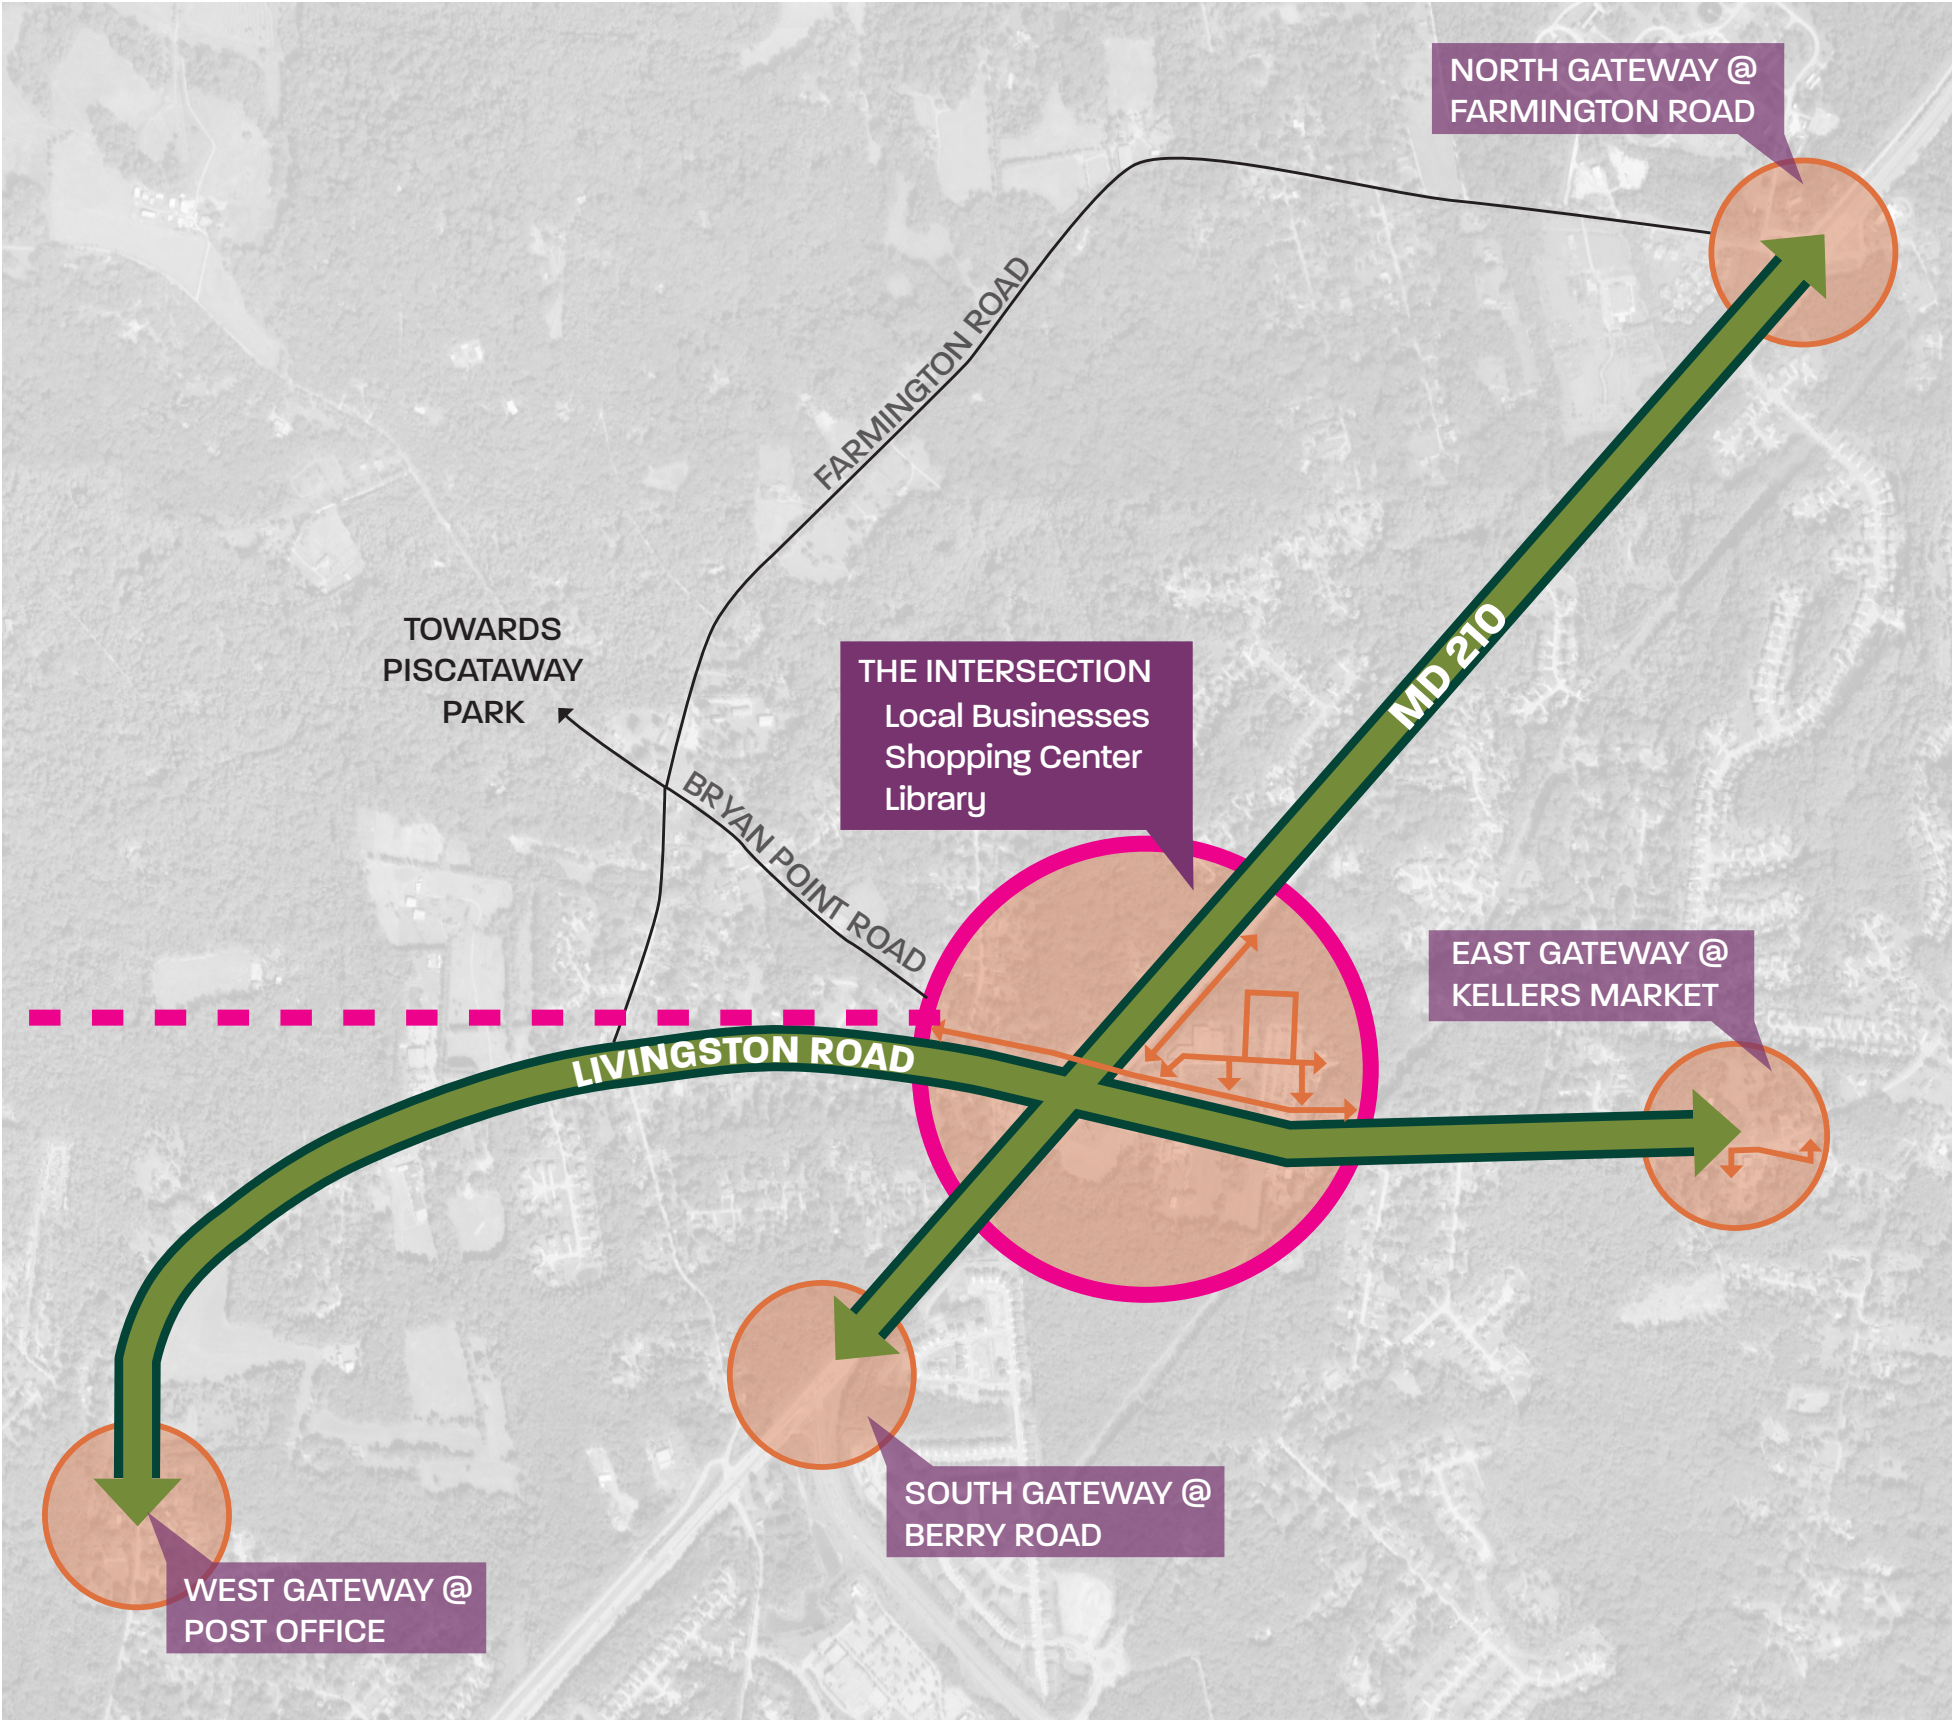 NORTH GATEWAY @
FARMINGTON ROAD
FARMINGTON ROAD
TOWARDS
PISCATAWAY
PARK
MD 210
THE INTERSECTION
Local Businesses
Shopping Center
Library
BRYAN POINT ROAD
EAST GATEWAY @
KELLERS MARKET
LIVINGSTON ROAD
SOUTH GATEWAY @
BERRY ROAD
WEST GATEWAY @
POST OFFICE